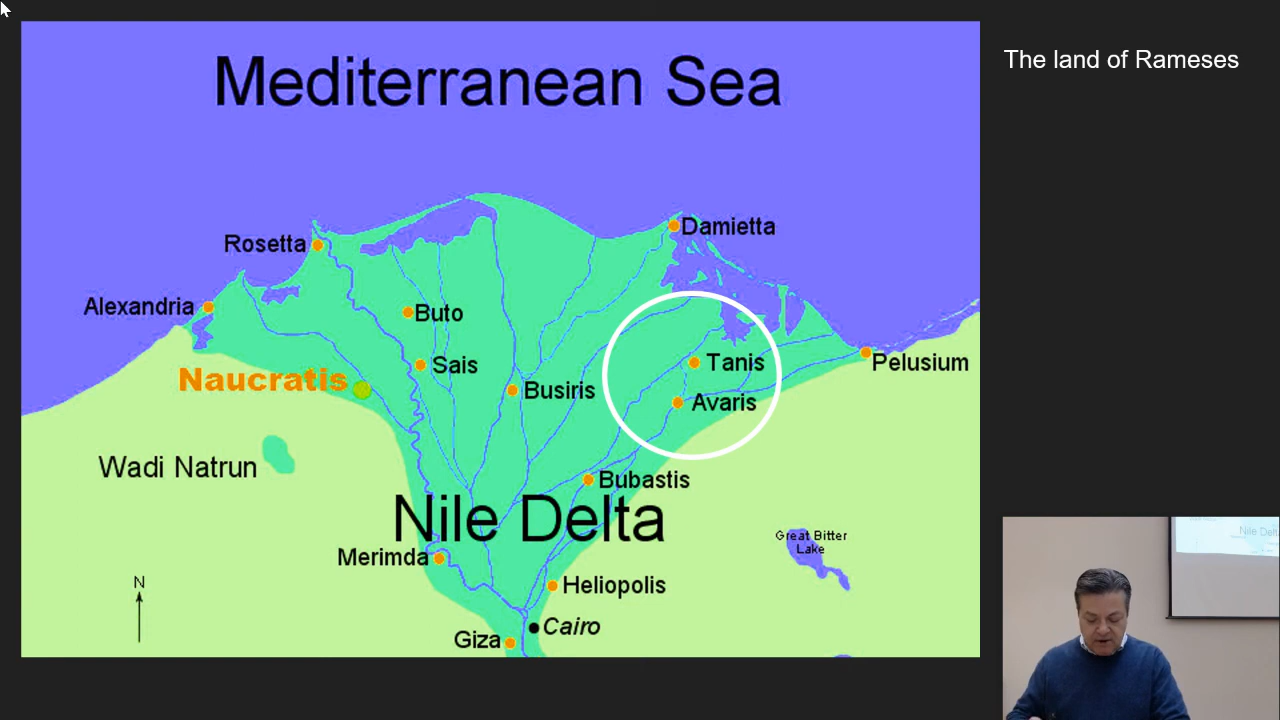 Mediterranean Sea
The land of Rameses
Damietta
Rosetta
Alexandria
Buto
Sais
Tanis
Pelusium
Naucratis
Busiris
Avaris
Wadi Natrun
Bubastis
Nile Delta
Great Bitter
Lake
Merimda
N
Heliopolis
Cairo
Giza